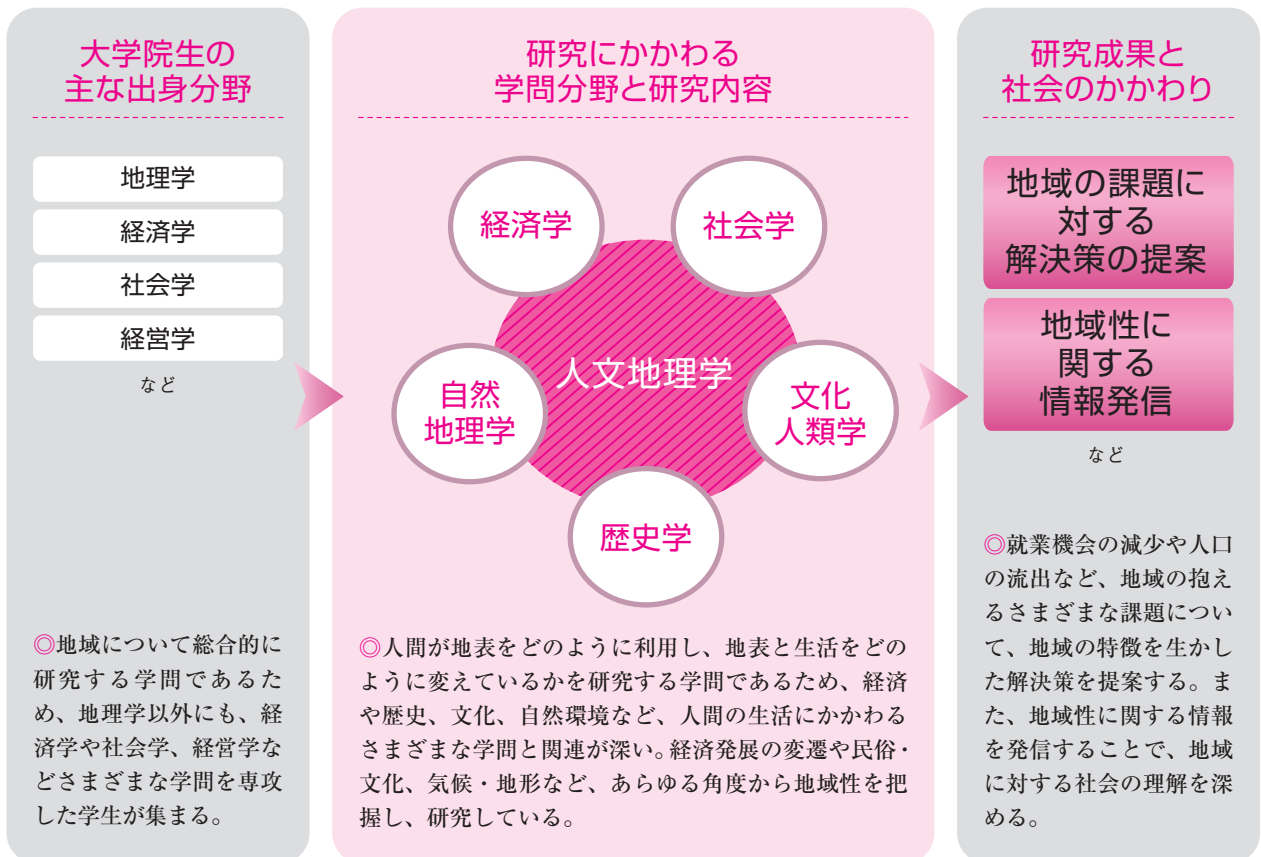 大学院生の
主な出身分野
地理学
経済学
社会学
経営学
など
◎地域について総合的に
研究する学問であるた
め、地理学以外にも、経
済学や社会学、経営学な
どさまざまな学問を専攻
した学生が集まる。
研究にかかわる
学問分野と研究内容
経済学
社会学
人文地理学
自然
地理学
文化
人類学
歴史学
◎人間が地表をどのように利用し、地表と生活をどの
ように変えているかを研究する学問であるため、経済
や歴史、文化、自然環境など、人間の生活にかかわる
さまざまな学問と関連が深い。経済発展の変遷や民俗・
文化、気候・地形など、あらゆる角度から地域性を把
握し、研究している。
研究成果と
社会のかかわり
地域の課題に
対する
解決策の提案
地域性に
関する
情報発信
など
◎就業機会の減少や人口
の流出など、地域の抱え
るさまざまな課題につい
て、地域の特徴を生かし
た解決策を提案する。ま
た、地域性に関する情報
を発信することで、地域
に対する社会の理解を深
める。